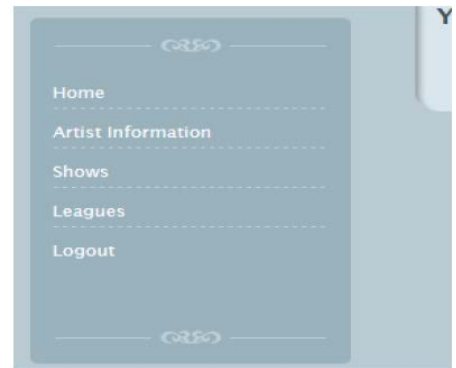 Y
Home
Artist Information
Shows
Leagues
Logout